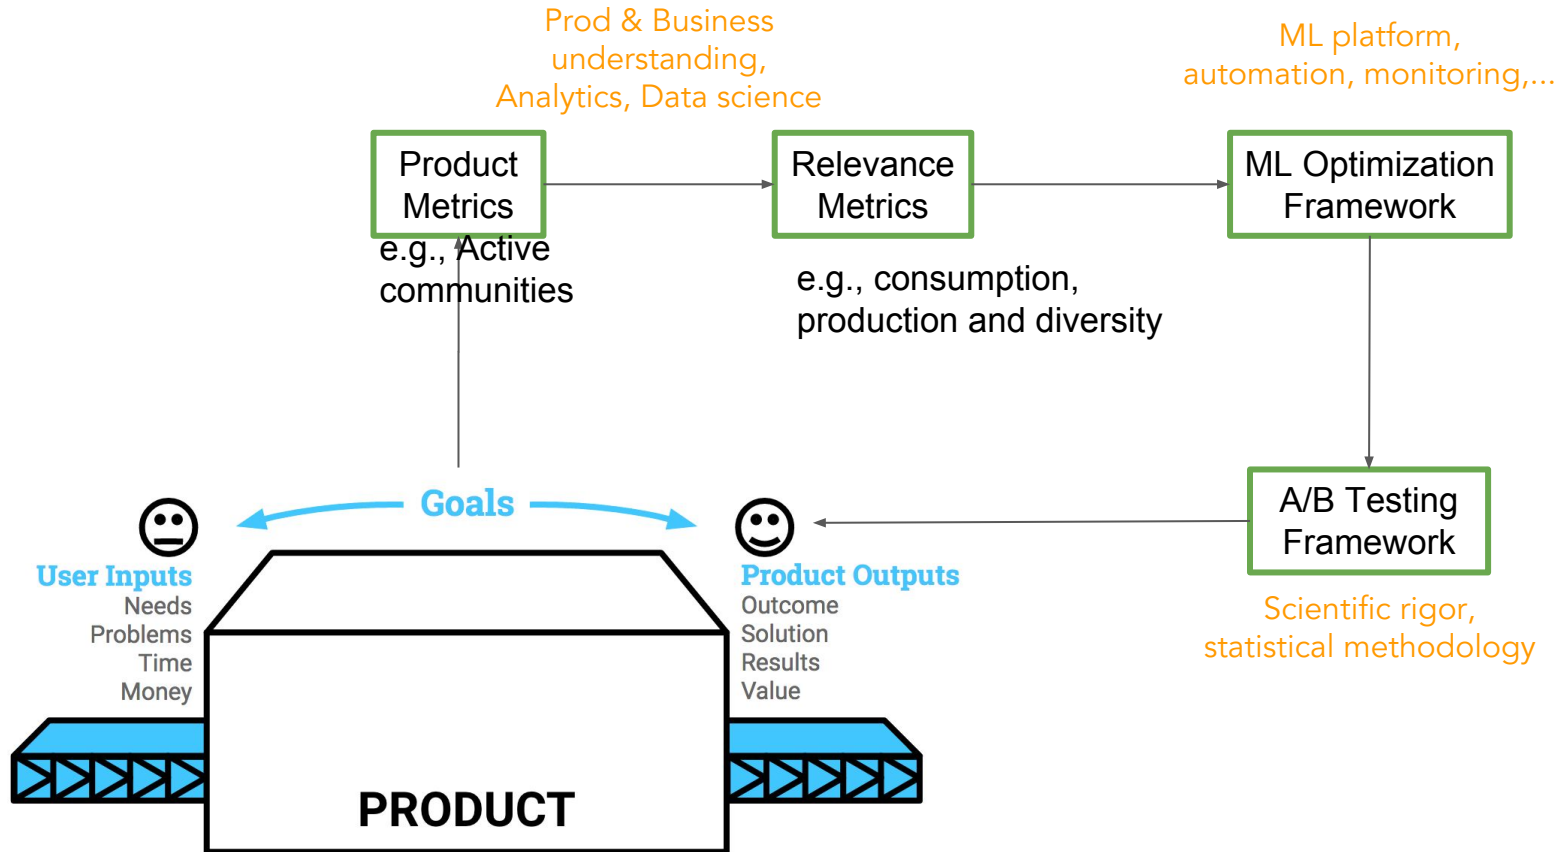 Prod & Business
understanding,
Analytics, Data science
ML platform,
automation, monitoring,...
Product
Metrics
e.g., Active
communities
Relevance
Metrics
e.g., consumption,
production and diversity
ML Optimization
Framework
A/B Testing
Framework
Scientific rigor,
statistical methodology
Goals
User Inputs
Needs
Problems
Time
Money
Product Outputs
Outcome
Solution
Results
Value
PRODUCT